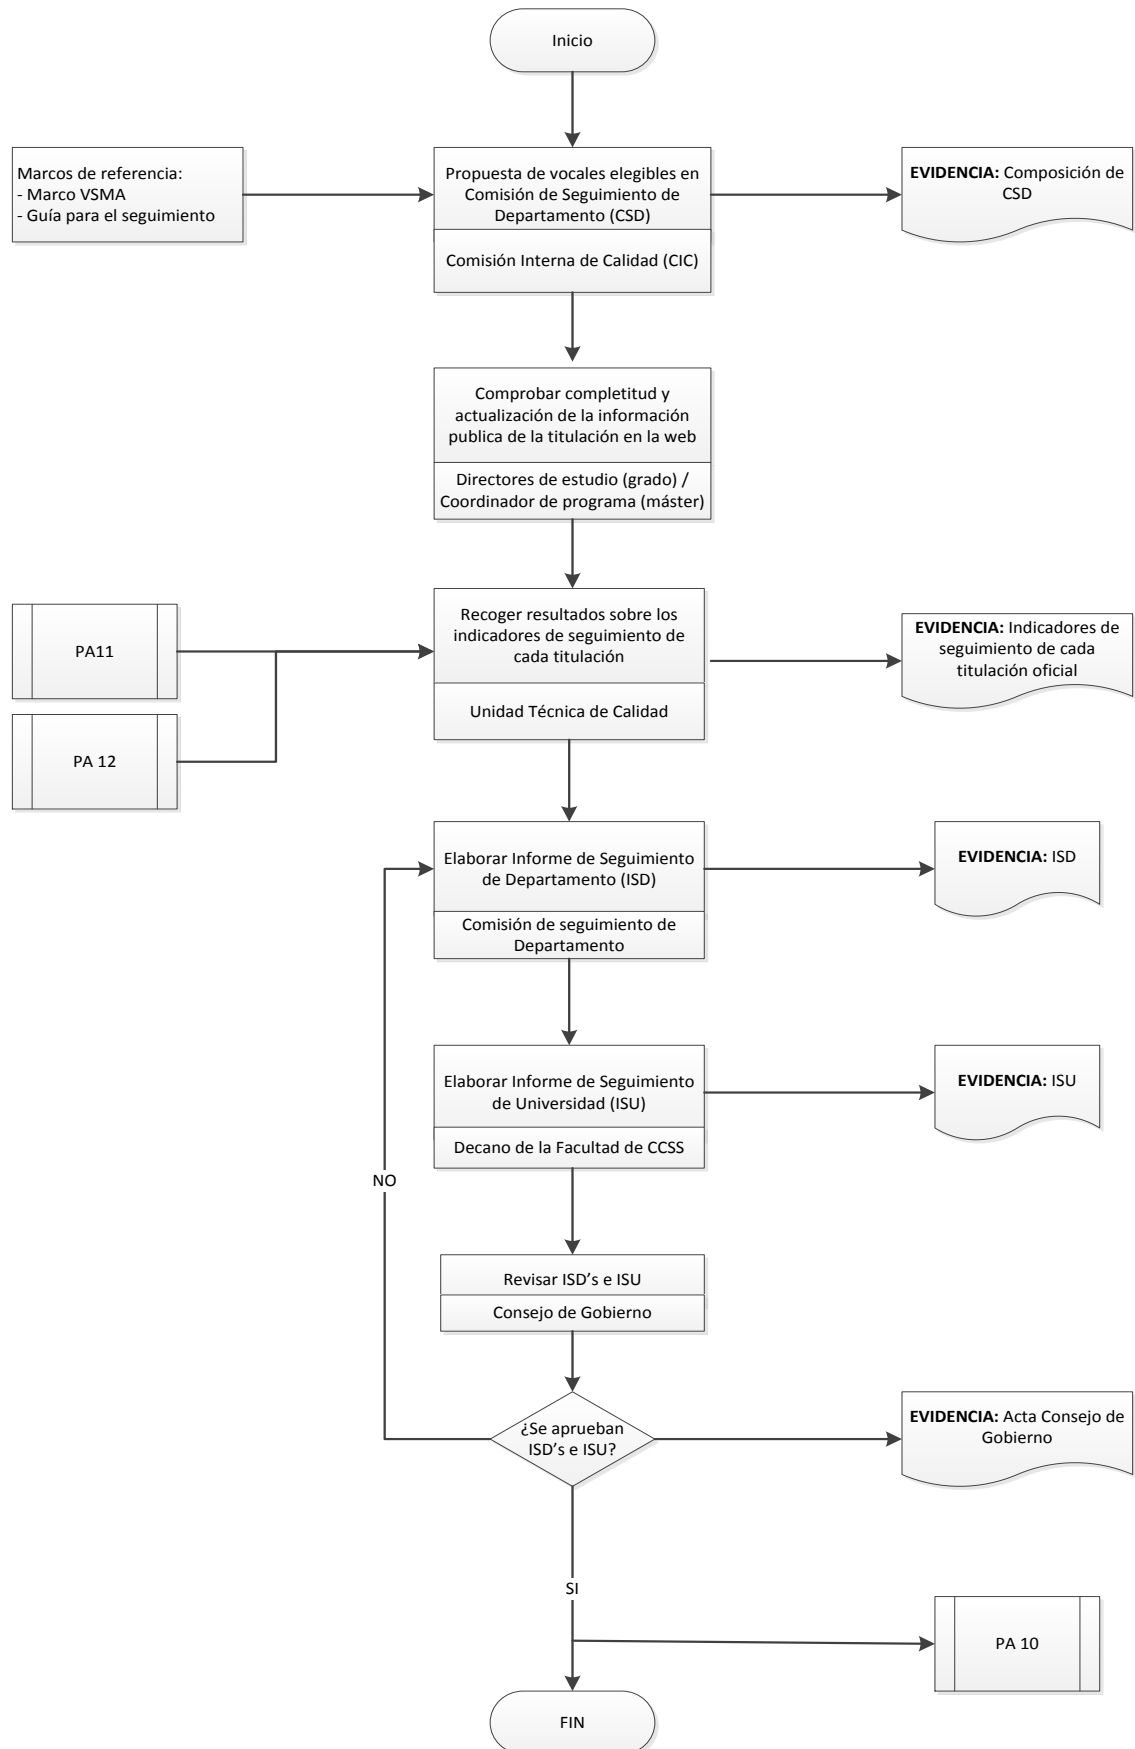 Inicio
Marcos de referencia:
- Marco VSMA
- Guía para el seguimiento
Propuesta de vocales elegibles en
Comisión de Seguimiento de
Departamento (CSD)
Comisión Interna de Calidad (CIC)
EVIDENCIA: Composición de
CSD
Comprobar completitud y
actualización de la información
publica de la titulación en la web
Directores de estudio (grado) /
Coordinador de programa (máster)
PA11
PA 12
Recoger resultados sobre los
indicadores de seguimiento de
cada titulación
Unidad Técnica de Calidad
EVIDENCIA: Indicadores de
seguimiento de cada
titulación oficial
Elaborar Informe de Seguimiento
de Departamento (ISD)
Comisión de seguimiento de
Departamento
EVIDENCIA: ISD
Elaborar Informe de Seguimiento
de Universidad (ISU)
Decano de la Facultad de CCSS
EVIDENCIA: ISU
NO
Revisar ISD's e ISU
Consejo de Gobierno
¿Se aprueban
ISD's e ISU?
EVIDENCIA: Acta Consejo de
Gobierno
SI
PA 10
FIN